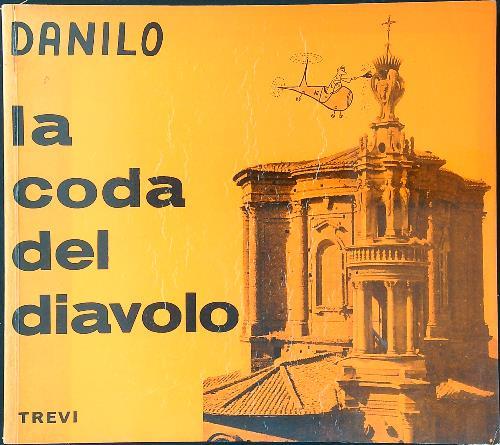 DANILO
la
coda
del
diavolo
TREVI